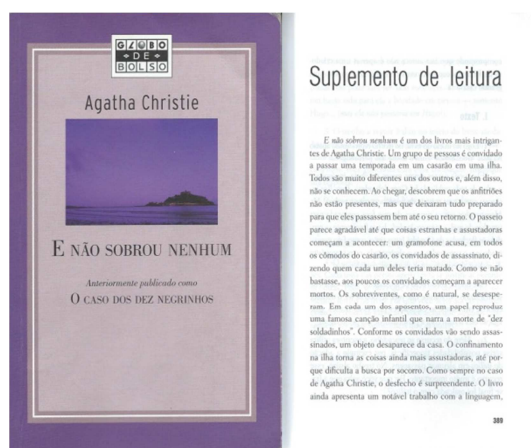 GLOBO
DE
BOLSO
Agatha Christie
E NÃO SOBROU NENHUM
Anteriormente publicado como
O CASO DOS DEZ NEGRINHOS
Suplemento de leitura
E não sobrou nenhum é um dos livros mais intrigan-
tes de Agatha Christie. Um grupo de pessoas é convidado
a passar uma temporada em um casarão em uma ilha.
Todos são muito diferentes uns dos outros e, além disso,
não se conhecem. Ao chegar, descobrem que os anfitriões
não estão presentes, mas que deixaram tudo preparado
para que eles passassem bem até o seu retorno. O passeio
parece agradável até que coisas estranhas e assustadoras
começam a acontecer: um gramofone acusa, em todos
os cômodos do casarão, os convidados de assassinato, di-
zendo quem cada um deles teria matado. Como se não
bastasse, aos poucos os convidados começam a aparecer
mortos. Os sobreviventes, como é natural, se desespe-
ram. Em cada um dos aposentos, um papel reproduz
uma famosa canção infantil que narra a morte de "dez
soldadinhos". Conforme os convidados vão sendo assas-
sinados, um objeto desaparece da casa. O confinamento
na ilha torna as coisas ainda mais assustadoras, até por-
que dificulta a busca por socorro. Como sempre no caso
de Agatha Christie, o desfecho é surpreendente. O livro
ainda apresenta um notável trabalho com a linguagem,
389